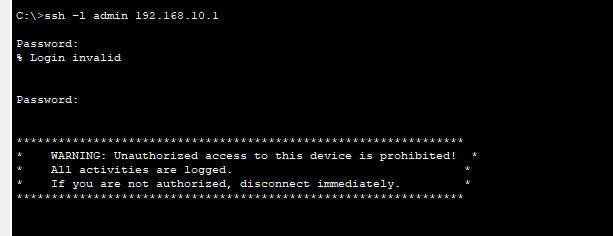 C:\>ssh -l admin 192.168.10.1
Password:
% Login invalid
Password:
****************************************************************
*    WARNING: Unauthorized access to this device is prohibited!  *
*    All activities are logged.                                 *
*    If you are not authorized, disconnect immediately.         *
****************************************************************